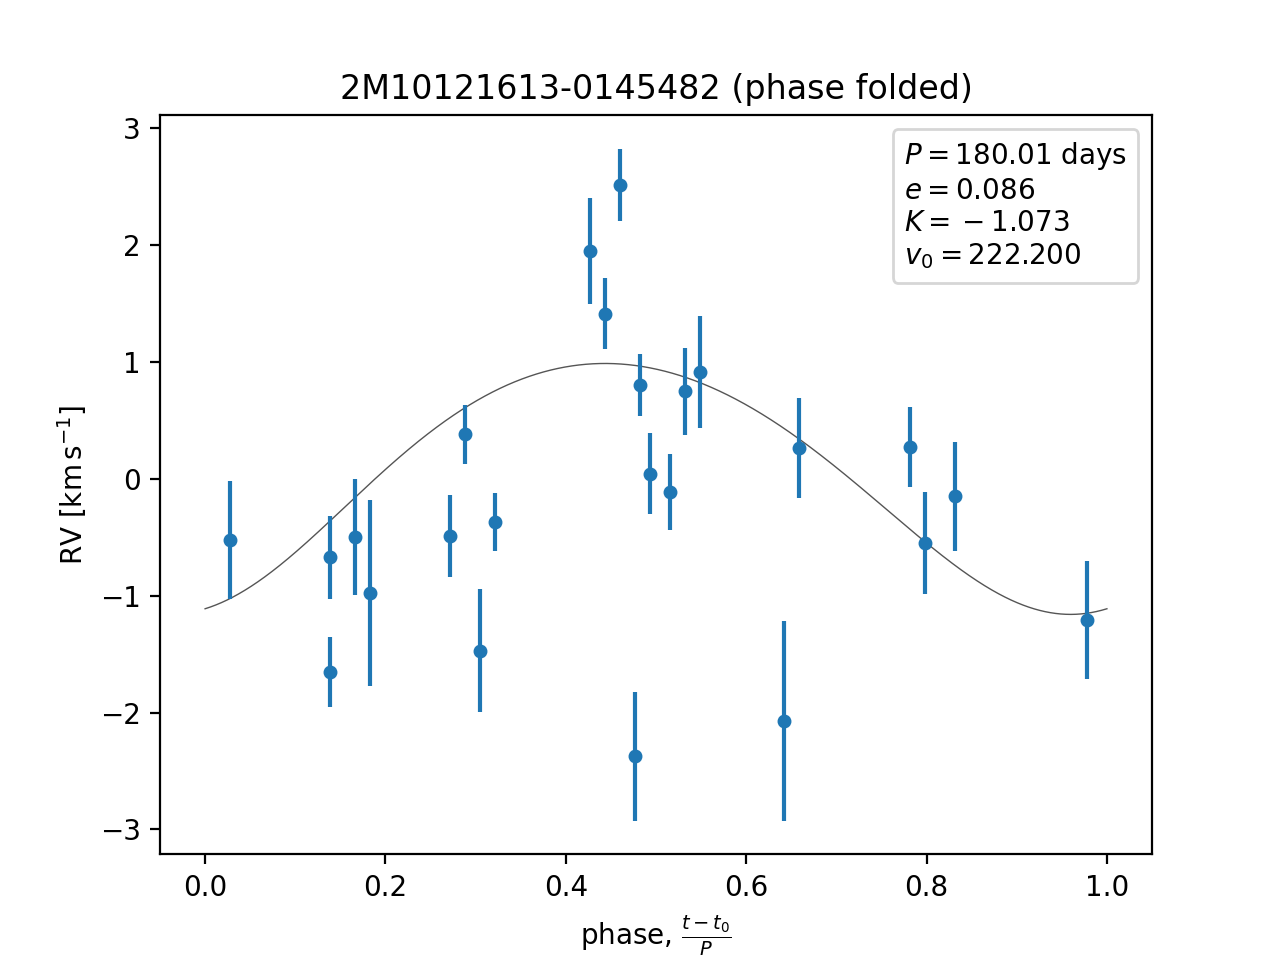 2M10121613-0145482 (phase folded)
P = 180.01 days
e = 0.086
K = −1.073
v₀ = 222.200
3
2
1
0
−1
−2
−3
RV [km s⁻¹]
0.0 0.2 0.4 0.6 0.8 1.0
phase, (t − t₀)/P